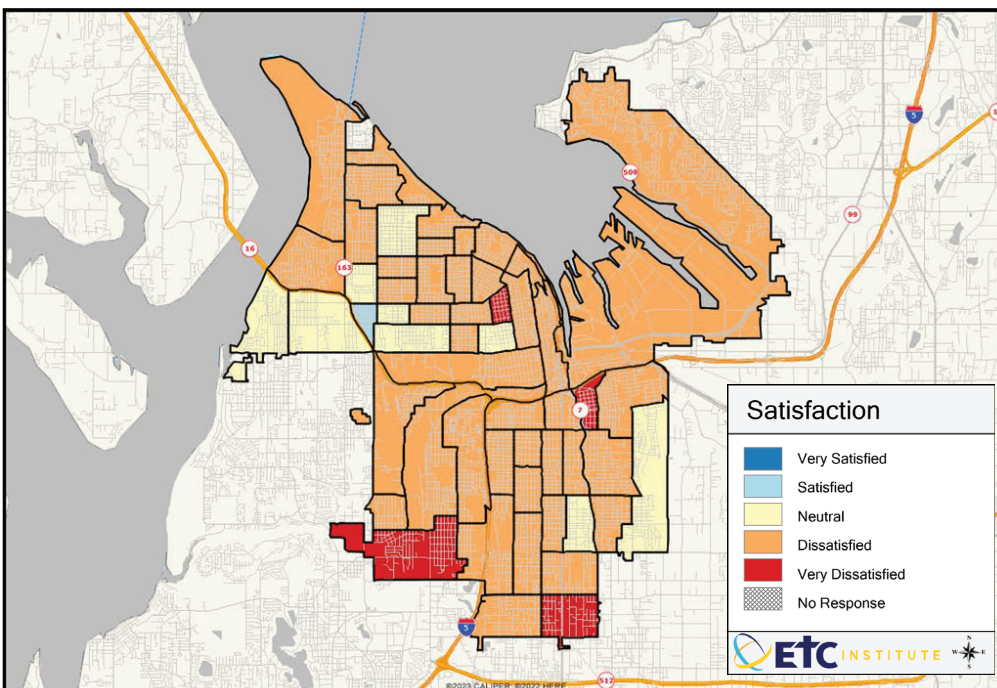 5
1
509
99
16
163
7
Satisfaction
Very Satisfied
Satisfied
Neutral
Dissatisfied
Very Dissatisfied
No Response
5
ETC INSTITUTE
N
W E
S
512
©2023 CALIPER; ©2022 HERE